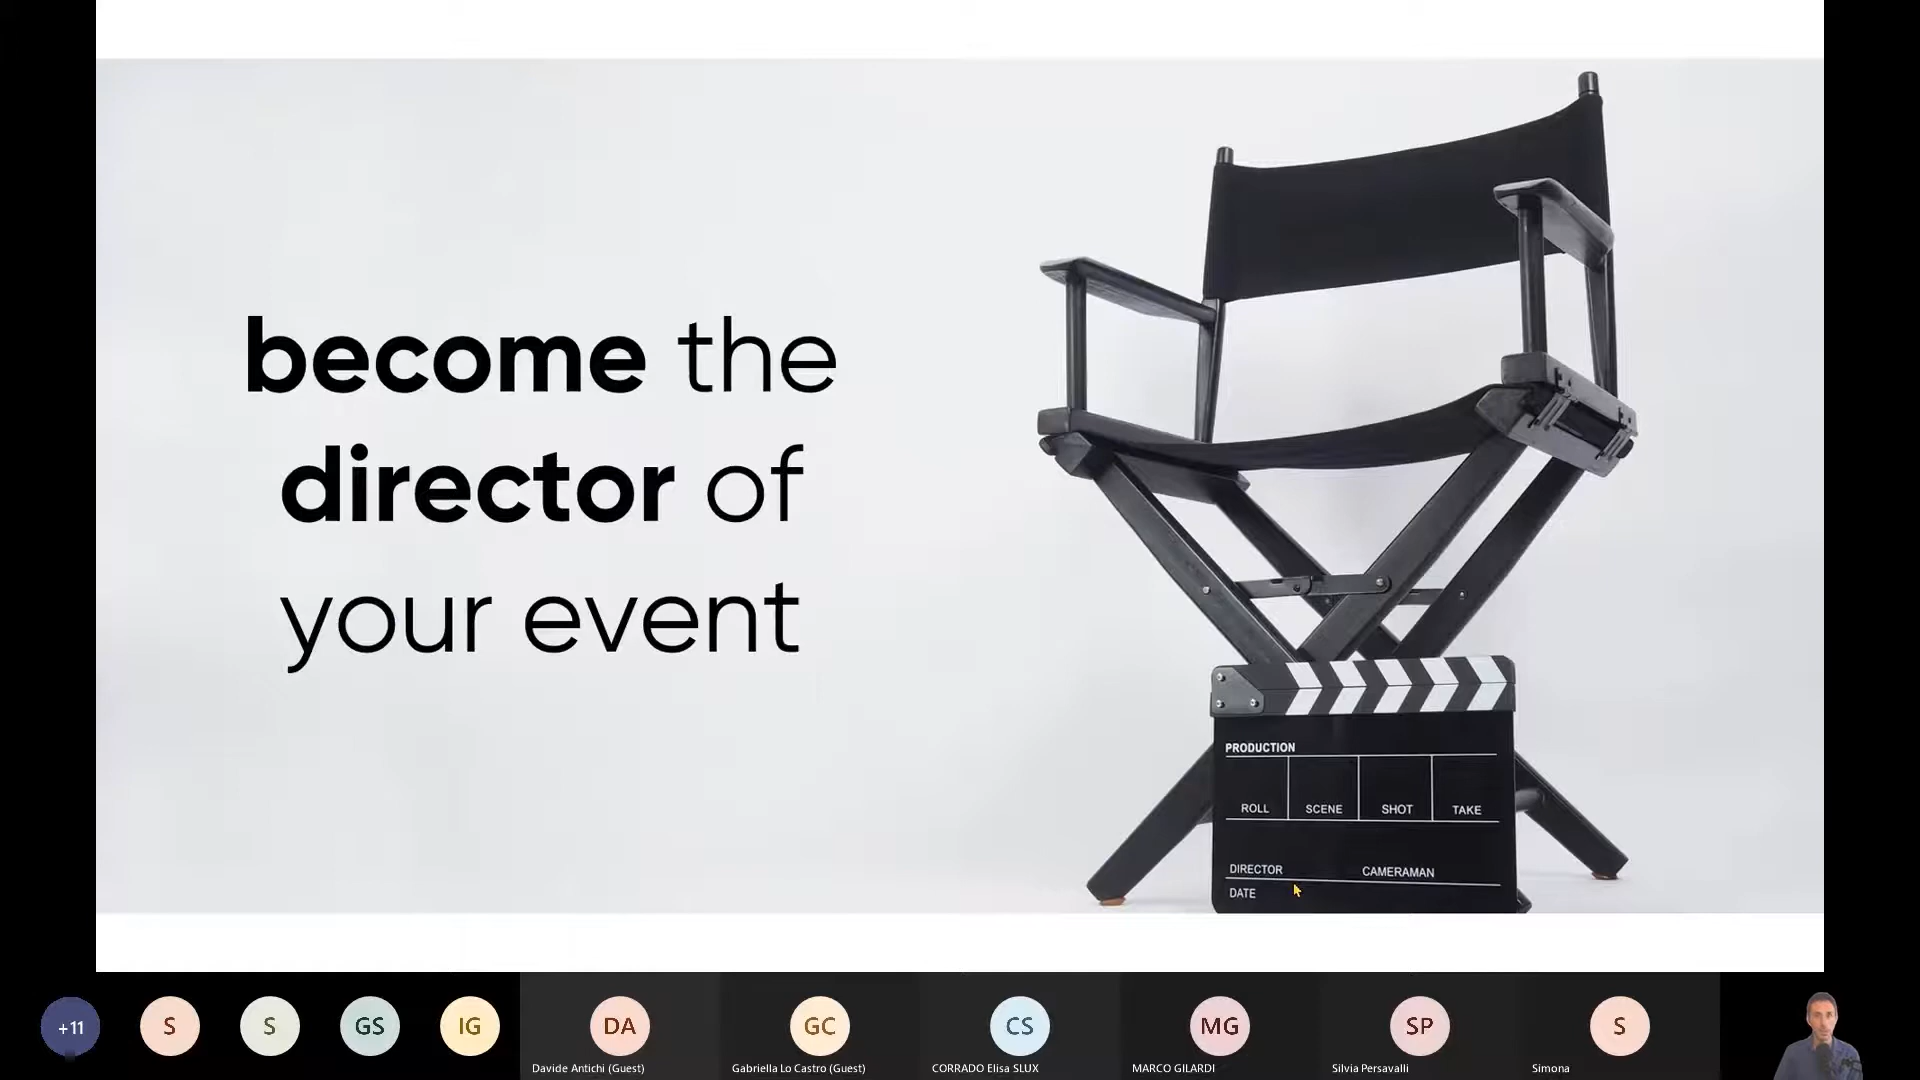 become the
director of
your event
PRODUCTION
ROLL SCENE SHOT TAKE
DIRECTOR CAMERAMAN
DATE
+11 S S GS IG DA GC CS MG SP S
Davide Antichi (Guest) Gabriella Lo Castro (Guest) CORRADO Elisa SLUX MARCO GILARDI Silvia Persavalli Simona